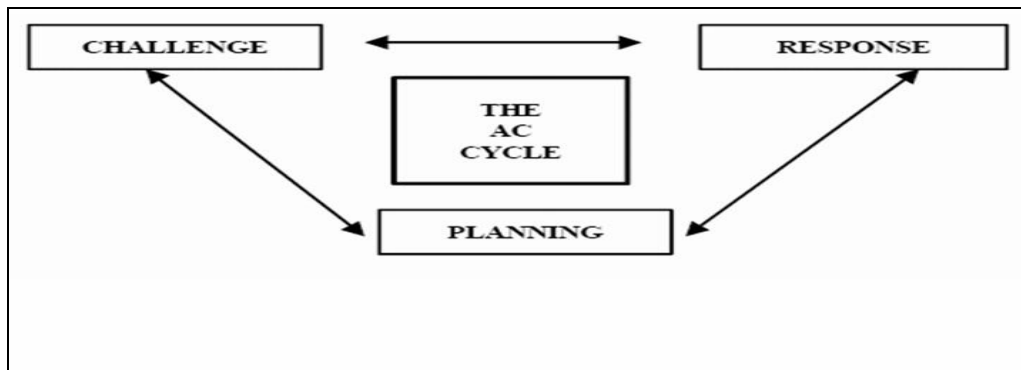 CHALLENGE
RESPONSE
THE
AC
CYCLE
PLANNING